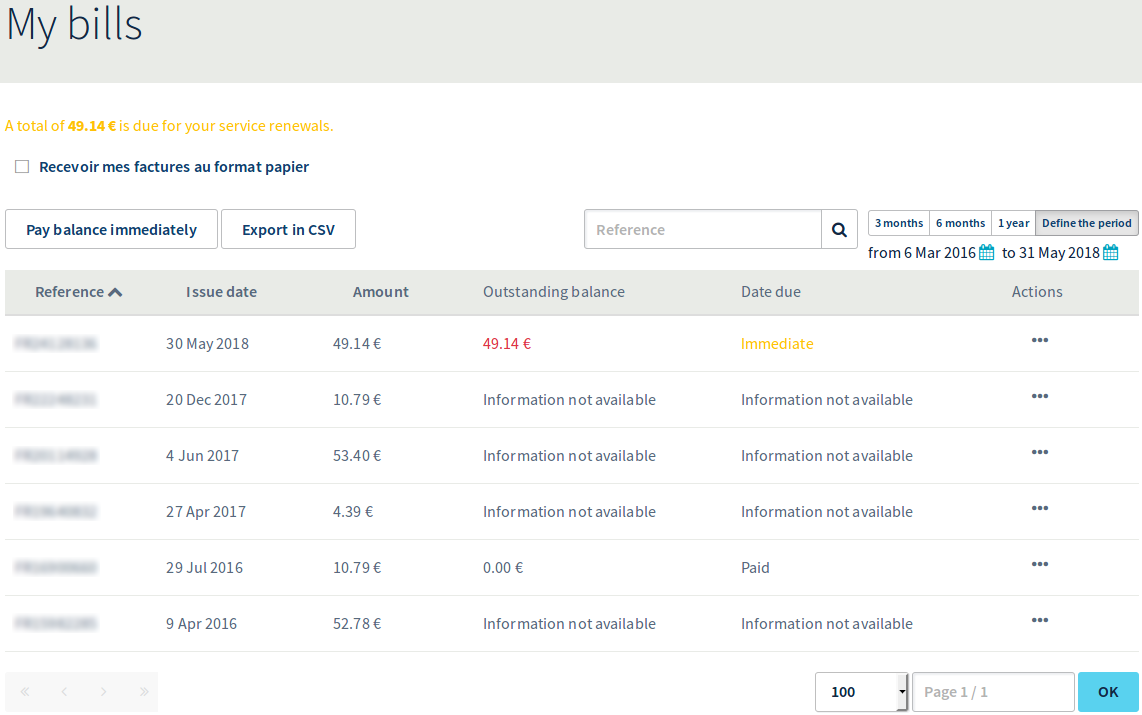 My bills
A total of 49.14 € is due for your service renewals.
Recevoir mes factures au format papier
Pay balance immediately Export in CSV Reference 3 months 6 months 1 year Define the period
from 6 Mar 2016 to 31 May 2018
Reference Issue date Amount Outstanding balance Date due Actions
30 May 2018 49.14 € 49.14 € Immediate •••
20 Dec 2017 10.79 € Information not available Information not available •••
4 Jun 2017 53.40 € Information not available Information not available •••
27 Apr 2017 4.39 € Information not available Information not available •••
29 Jul 2016 10.79 € 0.00 € Paid •••
9 Apr 2016 52.78 € Information not available Information not available •••
« ‹ › » 100 Page 1 / 1 OK